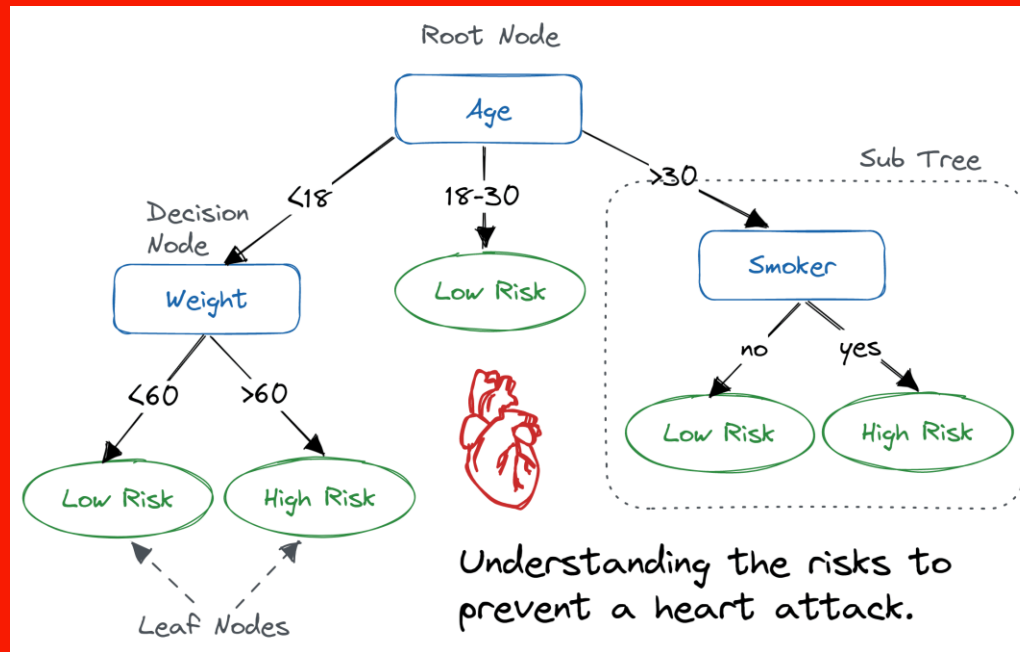 Root Node
Age
Sub Tree
<18
18-30
>30
Decision
Node
Weight
Low Risk
Smoker
<60
>60
no
yes
Low Risk
High Risk
Low Risk
High Risk
Leaf Nodes
Understanding the risks to
prevent a heart attack.